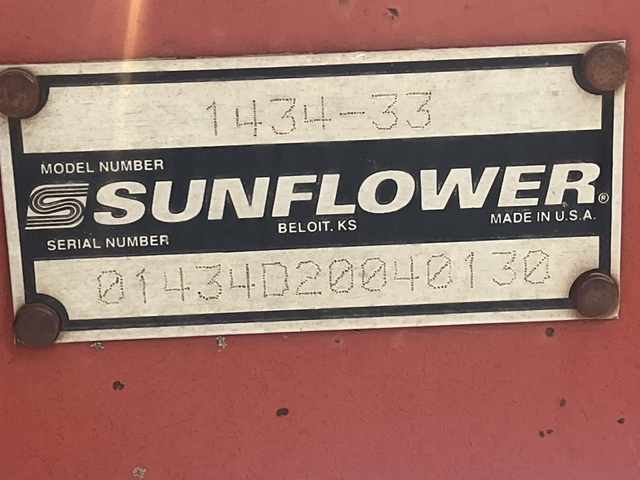 1434-33
MODEL NUMBER
SUNFLOWER®
BELOIT. KS
MADE IN U.S.A.
SERIAL NUMBER
01434D20040130